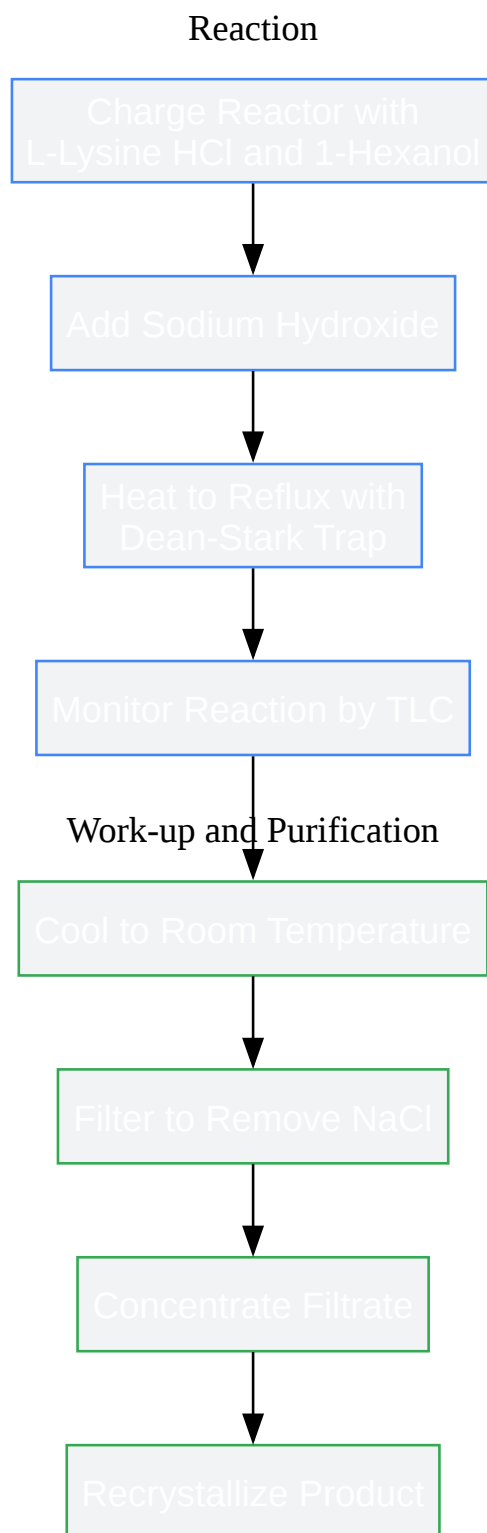 Reaction
Charge Reactor with
L-Lysine HCl and 1-Hexanol
Add Sodium Hydroxide
Heat to Reflux with
Dean-Stark Trap
Monitor Reaction by TLC
Work-up and Purification
Cool to Room Temperature
Filter to Remove NaCl
Concentrate Filtrate
Recrystallize Product